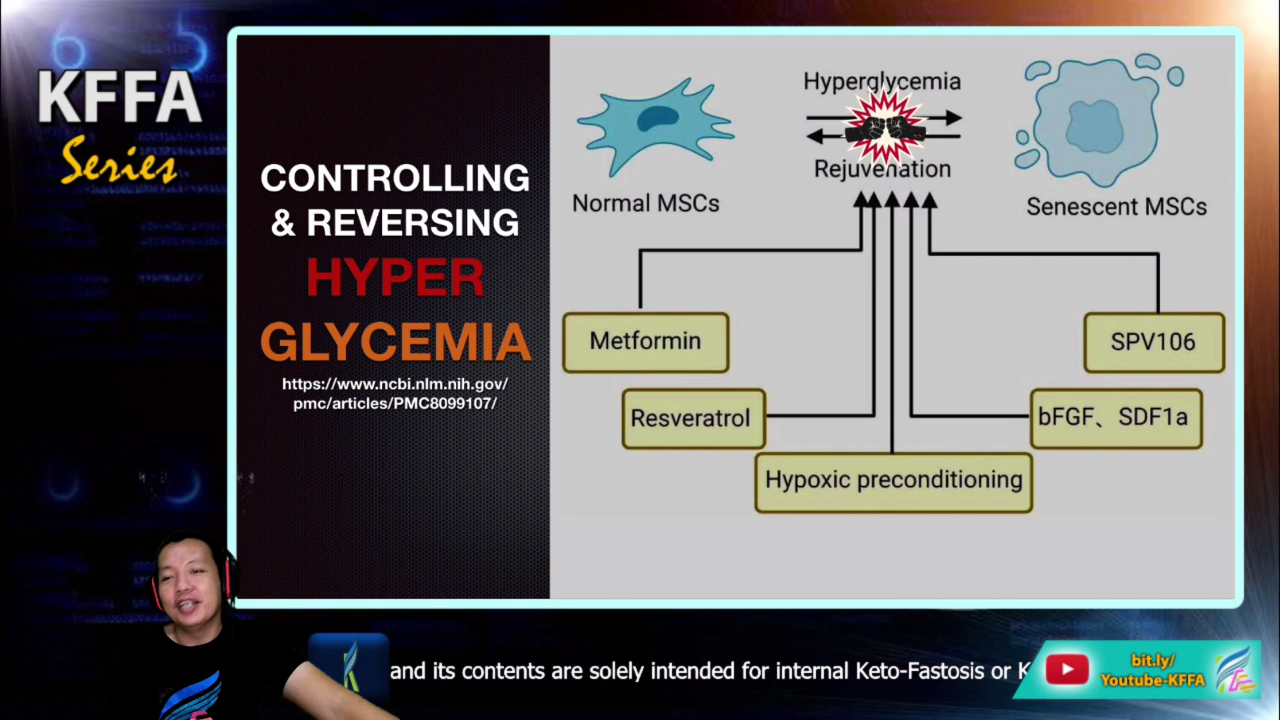 KFFA
Series
CONTROLLING
& REVERSING
HYPER
GLYCEMIA
https://www.ncbi.nlm.nih.gov/
pmc/articles/PMC8099107/
Hyperglycemia
Rejuvenation
Normal MSCs
Senescent MSCs
Metformin
SPV106
Resveratrol
bFGF、SDF1a
Hypoxic preconditioning
and its contents are solely intended for internal Keto-Fastosis or K
bit.ly/
Youtube-KFFA